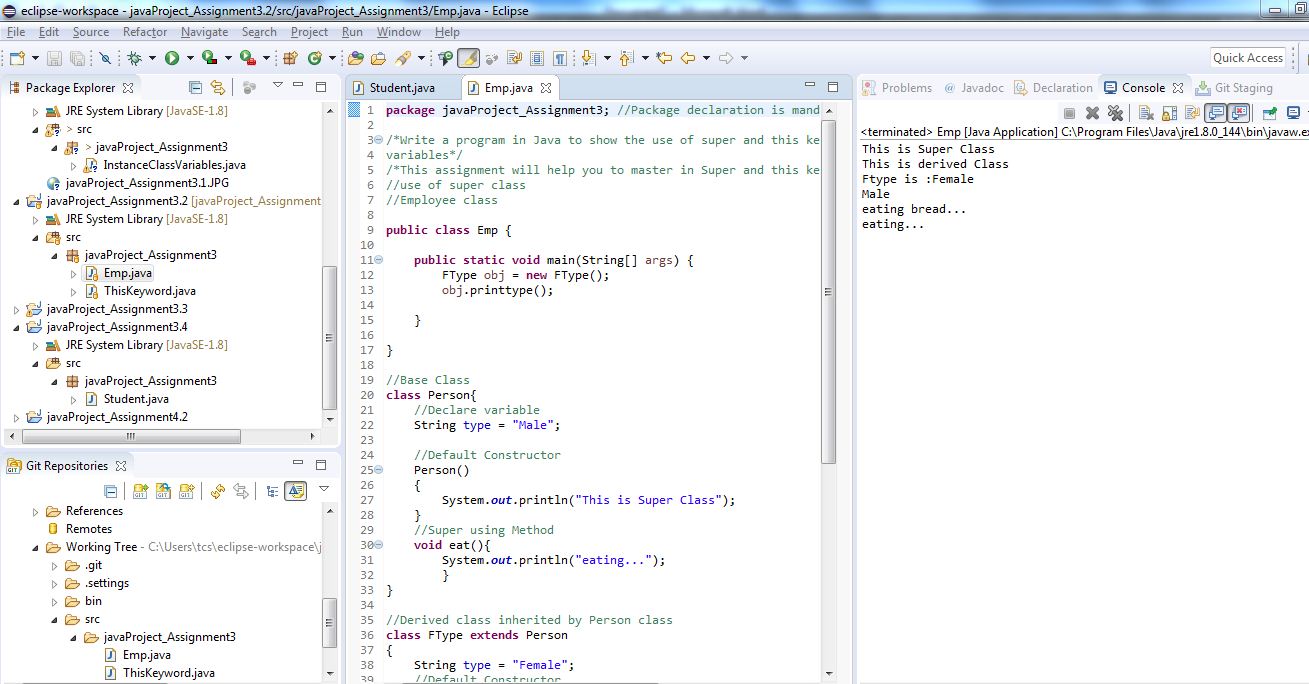 eclipse-workspace - javaProject_Assignment3.2/src/javaProject_Assignment3/Emp.java - Eclipse
File Edit Source Refactor Navigate Search Project Run Window Help
Quick Access
Package Explorer
JRE System Library [JavaSE-1.8]
> src
> javaProject_Assignment3
InstanceClassVariables.java
javaProject_Assignment3.1.JPG
javaProject_Assignment3.2 [javaProject_Assignment
JRE System Library [JavaSE-1.8]
src
javaProject_Assignment3
Emp.java
ThisKeyword.java
javaProject_Assignment3.3
javaProject_Assignment3.4
JRE System Library [JavaSE-1.8]
src
javaProject_Assignment3
Student.java
javaProject_Assignment4.2
Git Repositories
References
Remotes
Working Tree - C:\Users\tcs\eclipse-workspace\j
.git
.settings
bin
src
javaProject_Assignment3
Emp.java
ThisKeyword.java
Student.java Emp.java
1 package javaProject_Assignment3; //Package declaration is mand
2
3 /*Write a program in Java to show the use of super and this ke
4 variables*/
5 /*This assignment will help you to master in Super and this ke
6 //use of super class
7 //Employee class
8
9 public class Emp {
10
11 public static void main(String[] args) {
12 FType obj = new FType();
13 obj.printtype();
14
15 }
16
17 }
18
19 //Base Class
20 class Person{
21 //Declare variable
22 String type = "Male";
23
24 //Default Constructor
25 Person()
26 {
27 System.out.println("This is Super Class");
28 }
29 //Super using Method
30 void eat(){
31 System.out.println("eating...");
32 }
33 }
34
35 //Derived class inherited by Person class
36 class FType extends Person
37 {
38 String type = "Female";
39 //Default Constructor
Problems Javadoc Declaration Console Git Staging
<terminated> Emp [Java Application] C:\Program Files\Java\jre1.8.0_144\bin\javaw.ex
This is Super Class
This is derived Class
Ftype is :Female
Male
eating bread...
eating...